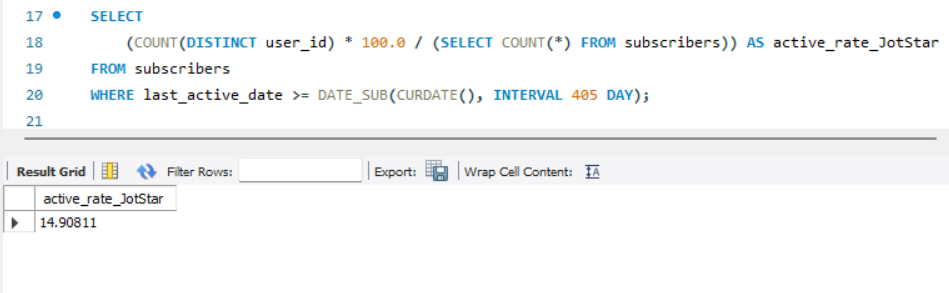 17 SELECT
18 (COUNT(DISTINCT user_id) * 100.0 / (SELECT COUNT(*) FROM subscribers)) AS active_rate_JotStar
19 FROM subscribers
20 WHERE last_active_date >= DATE_SUB(CURDATE(), INTERVAL 405 DAY);
21
Result Grid Filter Rows: Export: Wrap Cell Content: IA
active_rate_JotStar
14.90811